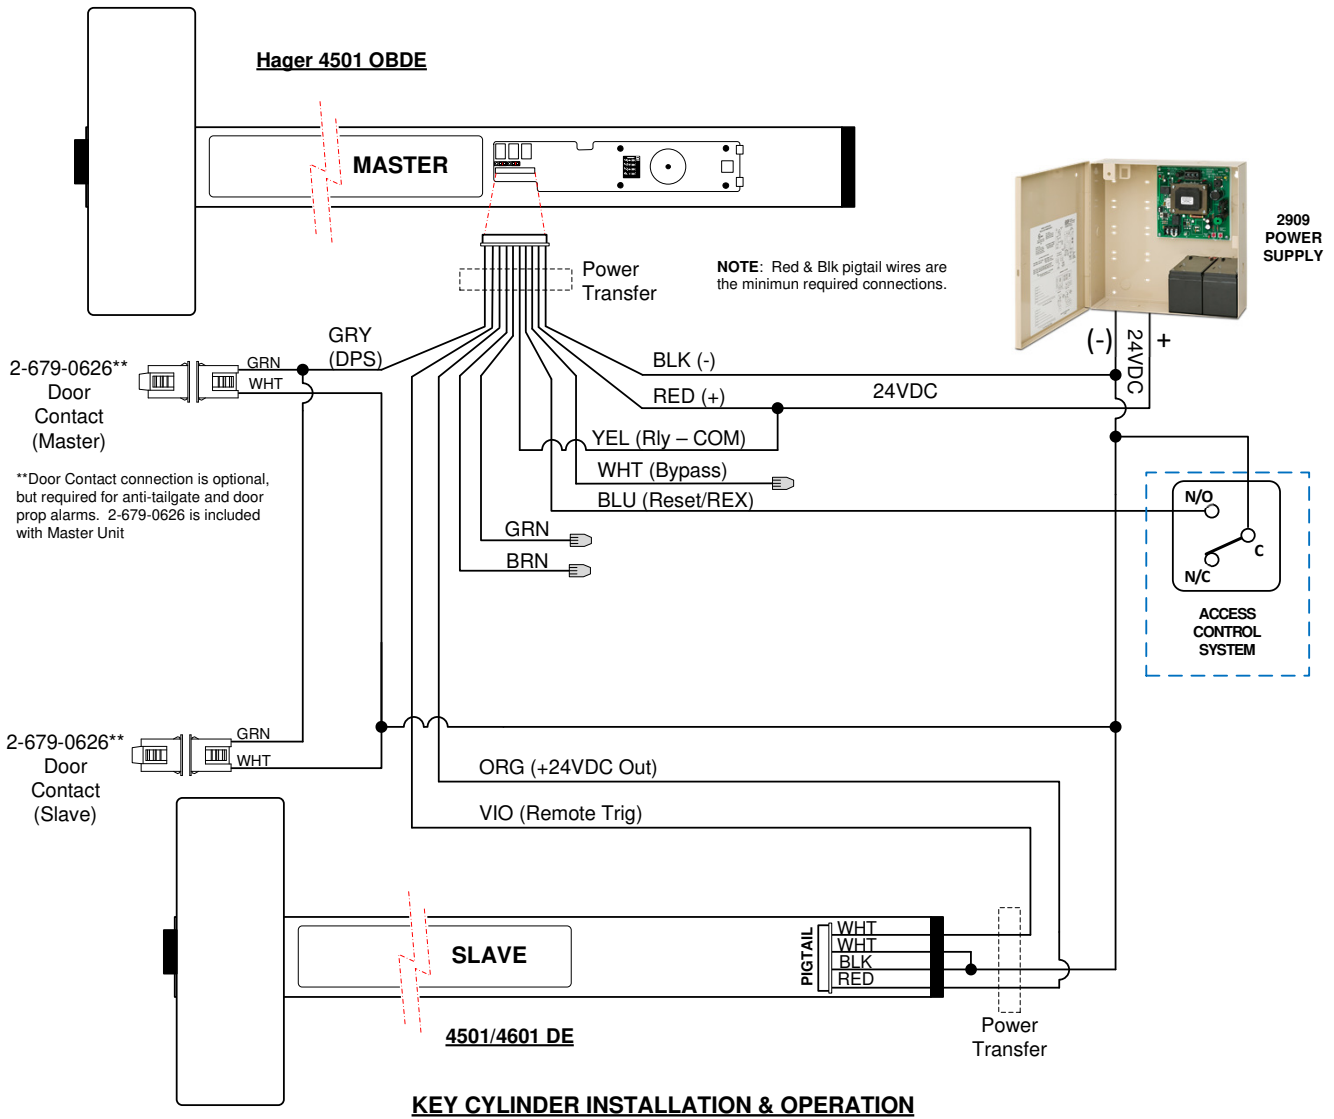 Hager 4501 OBDE
MASTER
2909
POWER
SUPPLY
Power
Transfer
NOTE:  Red & Blk pigtail wires are
the minimun required connections.
(-)
24VDC
+
GRY
(DPS)
2-679-0626**
Door
Contact
(Master)
GRN
WHT
BLK (-)
RED (+)
24VDC
YEL (Rly – COM)
WHT (Bypass)
BLU (Reset/REX)
GRN
BRN
**Door Contact connection is optional,
but required for anti-tailgate and door
prop alarms.  2-679-0626 is included
with Master Unit
N/O
C
N/C
ACCESS
CONTROL
SYSTEM
2-679-0626**
Door
Contact
(Slave)
GRN
WHT
ORG (+24VDC Out)
VIO (Remote Trig)
SLAVE
PIGTAIL
WHT
WHT
BLK
RED
Power
Transfer
4501/4601 DE
KEY CYLINDER INSTALLATION & OPERATION